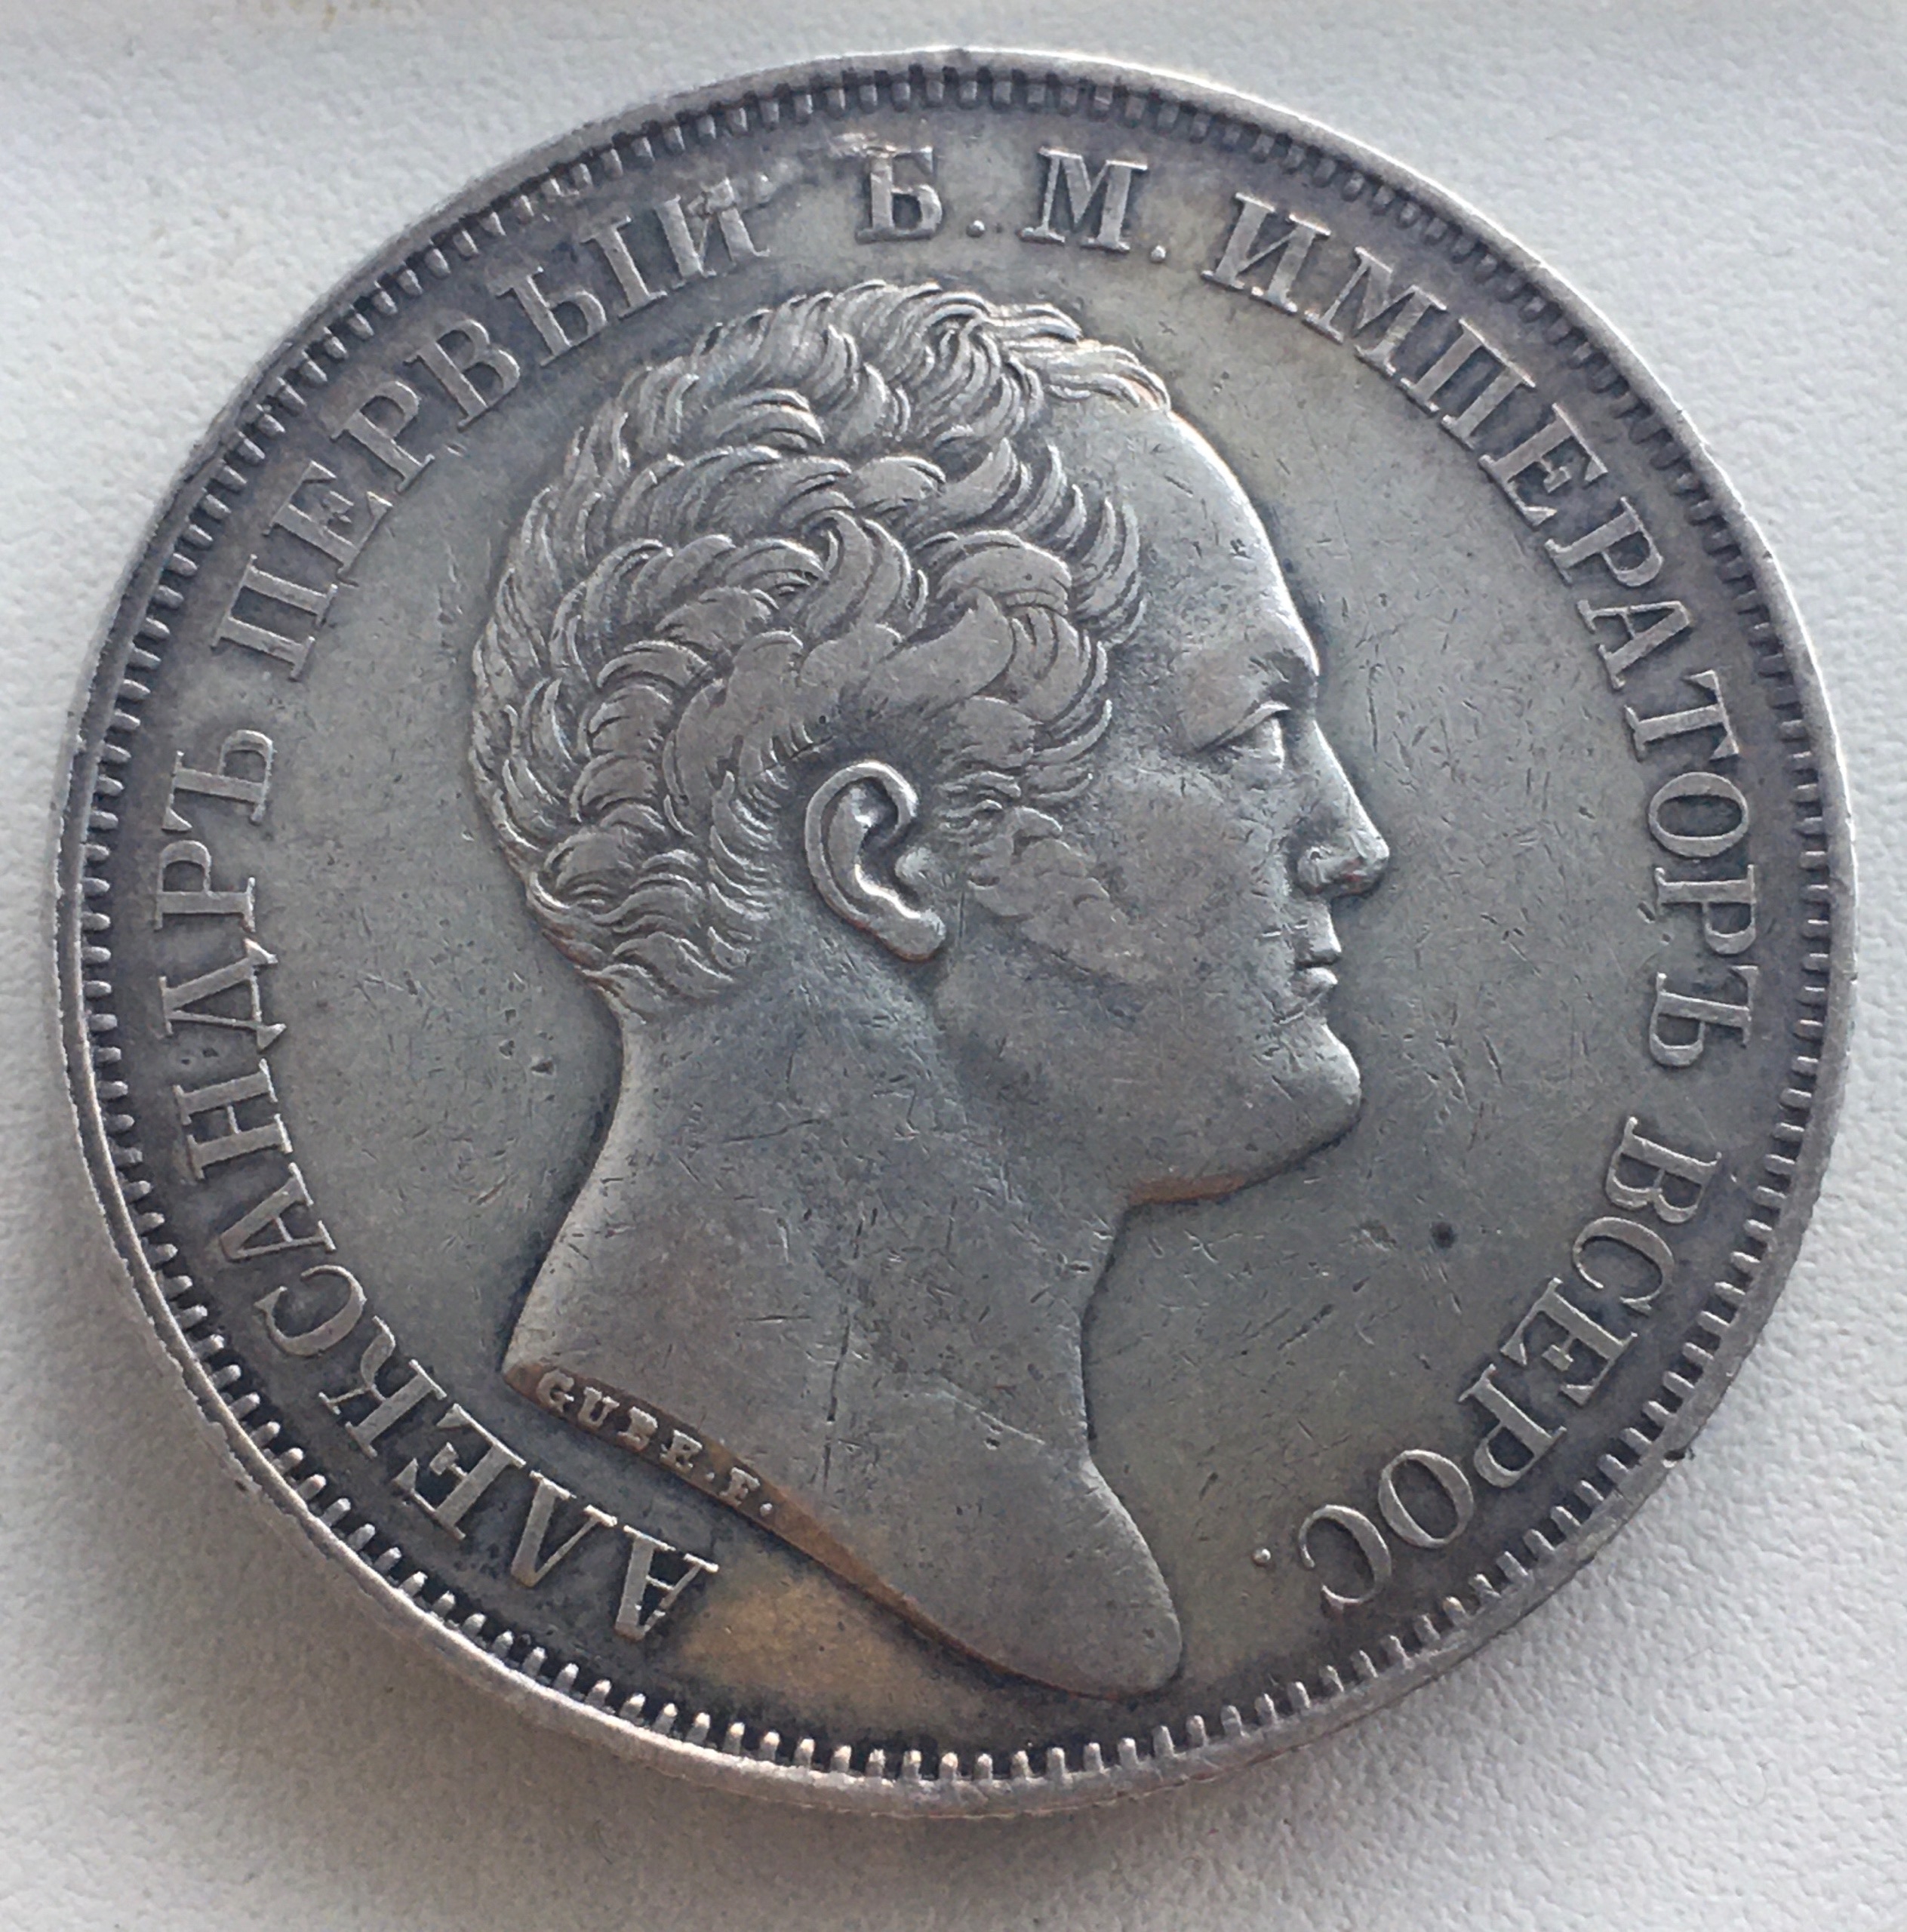 АЛЕКСАНДРЪ ПЕРВЫЙ Б. М. ИМПЕРАТОРЪ ВСЕРОС.
GUBE. F.